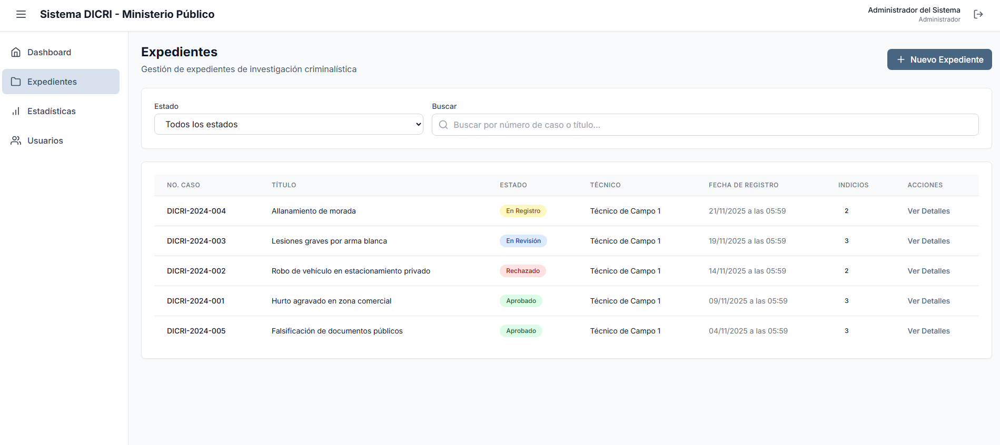 Sistema DICRI - Ministerio Público
Administrador del Sistema
Administrador
Dashboard
Expedientes
Estadísticas
Usuarios
Expedientes
Gestión de expedientes de investigación criminalística
Nuevo Expediente
Estado
Todos los estados
Buscar
Buscar por número de caso o título...
NO. CASO TÍTULO ESTADO TÉCNICO FECHA DE REGISTRO INDICIOS ACCIONES
DICRI-2024-004 Allanamiento de morada En Registro Técnico de Campo 1 21/11/2025 a las 05:59 2 Ver Detalles
DICRI-2024-003 Lesiones graves por arma blanca En Revisión Técnico de Campo 1 19/11/2025 a las 05:59 3 Ver Detalles
DICRI-2024-002 Robo de vehículo en estacionamiento privado Rechazado Técnico de Campo 1 14/11/2025 a las 05:59 2 Ver Detalles
DICRI-2024-001 Hurto agravado en zona comercial Aprobado Técnico de Campo 1 09/11/2025 a las 05:59 3 Ver Detalles
DICRI-2024-005 Falsificación de documentos públicos Aprobado Técnico de Campo 1 04/11/2025 a las 05:59 3 Ver Detalles